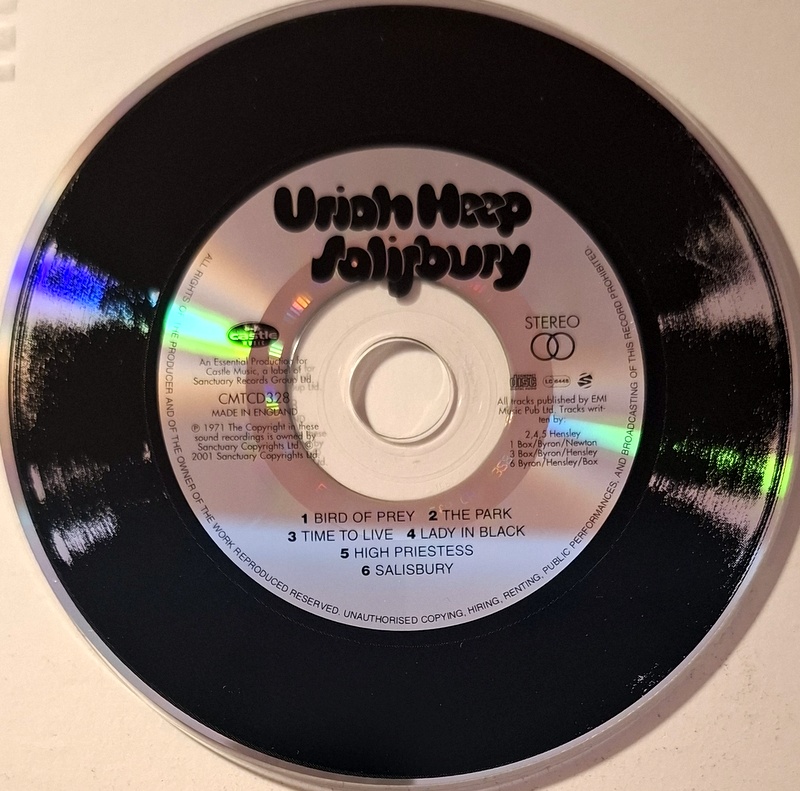 Uriah Heep
Salisbury
castle
An Essential Production for
Castle Music, a label of
Sanctuary Records Group Ltd.
CMTCD328
MADE IN ENGLAND
℗ 1971 The Copyright in these
sound recordings is owned by
Sanctuary Copyrights Ltd. ©
2001 Sanctuary Copyrights Ltd.
STEREO
disc
LC 6448
All tracks published by EMI
Music Pub Ltd. Tracks writ-
ten by:
2,4,5 Hensley
1 Box/Byron/Newton
3 Box/Byron/Hensley
6 Byron/Hensley/Box
1 BIRD OF PREY 2 THE PARK
3 TIME TO LIVE 4 LADY IN BLACK
5 HIGH PRIESTESS
6 SALISBURY
ALL RIGHTS OF THE PRODUCER AND OF THE OWNER OF THE WORK REPRODUCED RESERVED. UNAUTHORISED COPYING, HIRING, RENTING, PUBLIC PERFORMANCES, AND BROADCASTING OF THIS RECORD PROHIBITED.